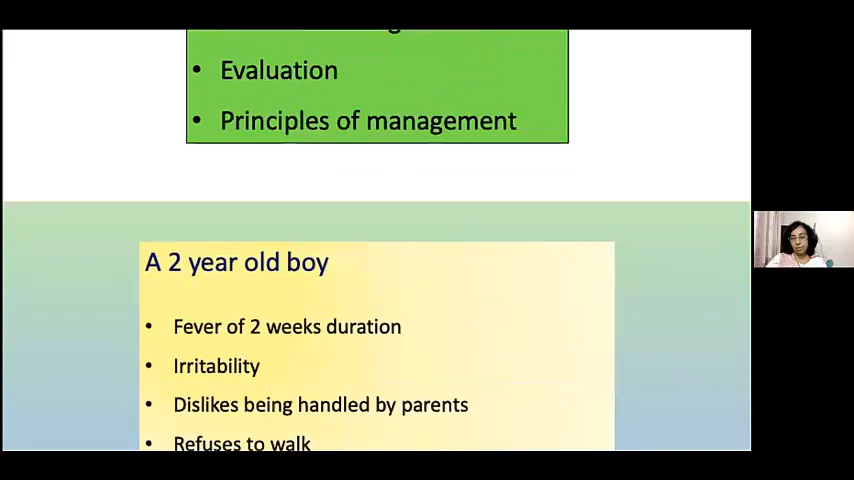 • Evaluation
• Principles of management
A 2 year old boy
• Fever of 2 weeks duration
• Irritability
• Dislikes being handled by parents
• Refuses to walk